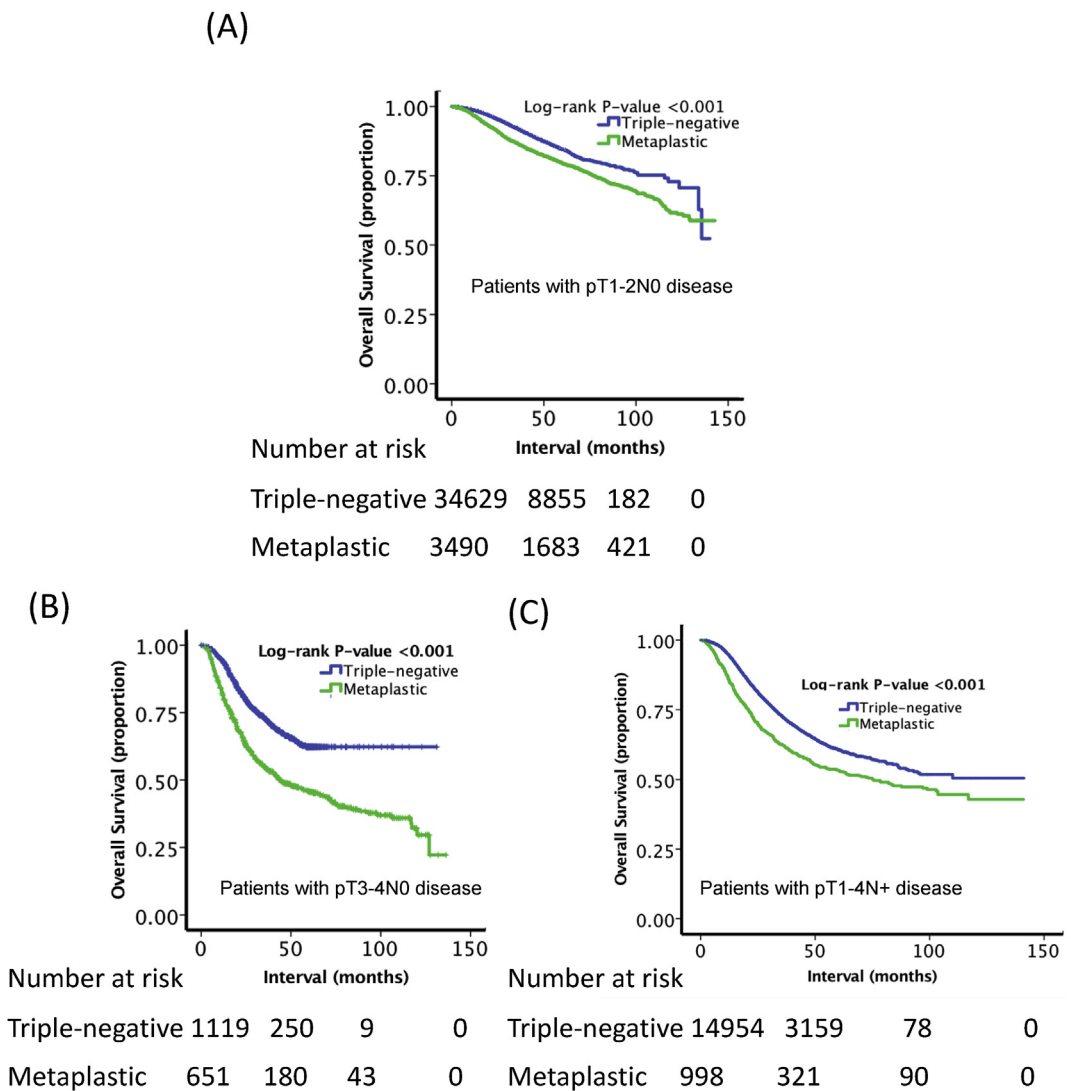 (A)
Log-rank P-value <0.001
Triple-negative
Metaplastic
Overall Survival (proportion)
1.00
0.75
0.50
0.25
0.00
Patients with pT1-2N0 disease
0 50 100 150
Interval (months)
Number at risk
Triple-negative 34629 8855 182 0
Metaplastic 3490 1683 421 0
(B)
Log-rank P-value <0.001
Triple-negative
Metaplastic
Overall Survival (proportion)
1.00
0.75
0.50
0.25
0.00
Patients with pT3-4N0 disease
0 50 100 150
Interval (months)
Number at risk
Triple-negative 1119 250 9 0
Metaplastic 651 180 43 0
(C)
Log-rank P-value <0.001
Triple-negative
Metaplastic
Overall Survival (proportion)
1.00
0.75
0.50
0.25
0.00
Patients with pT1-4N+ disease
0 50 100 150
Interval (months)
Number at risk
Triple-negative 14954 3159 78 0
Metaplastic 998 321 90 0